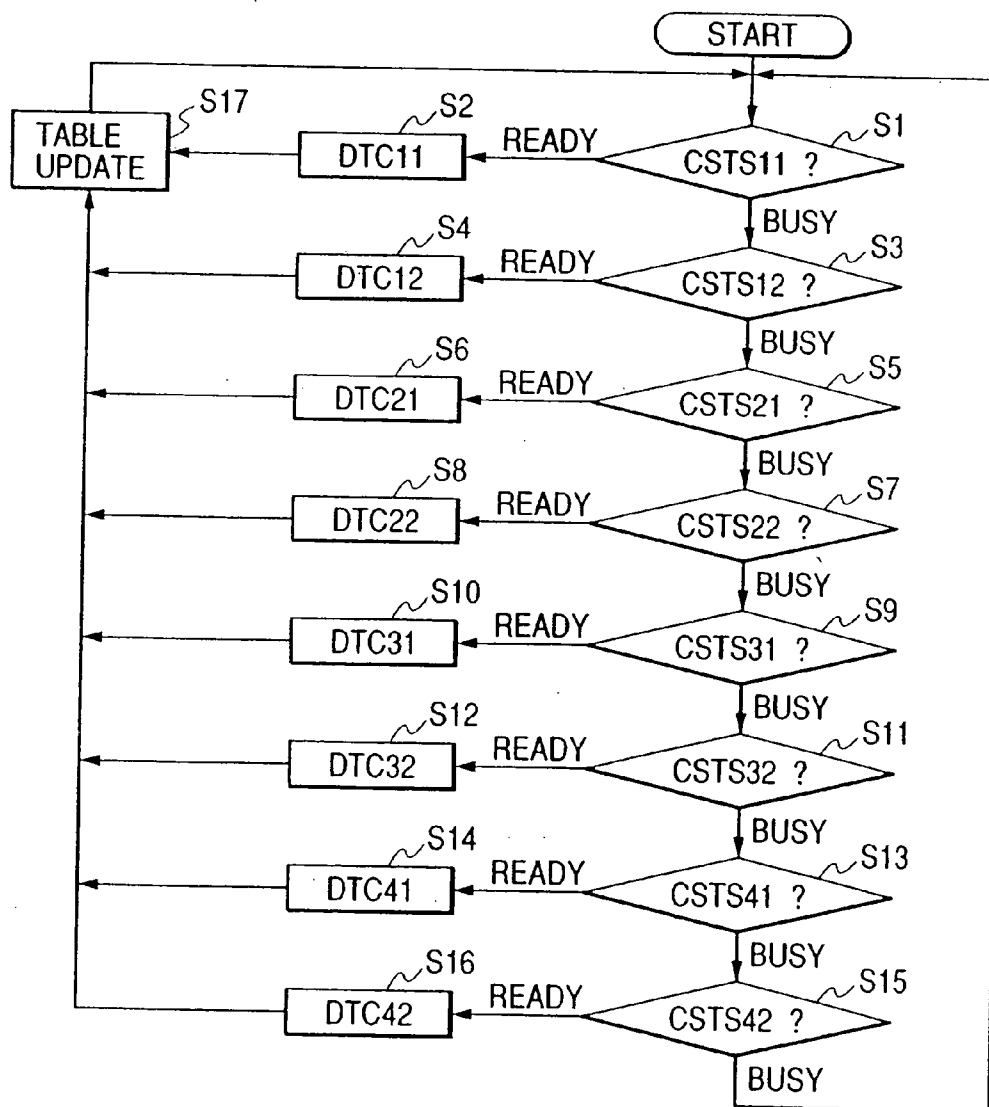 START
S17
S2
S1
TABLE
UPDATE
DTC11
READY
CSTS11 ?
BUSY
S4
S3
DTC12
READY
CSTS12 ?
BUSY
S6
S5
DTC21
READY
CSTS21 ?
BUSY
S8
S7
DTC22
READY
CSTS22 ?
BUSY
S10
S9
DTC31
READY
CSTS31 ?
BUSY
S12
S11
DTC32
READY
CSTS32 ?
BUSY
S14
S13
DTC41
READY
CSTS41 ?
BUSY
S16
S15
DTC42
READY
CSTS42 ?
BUSY